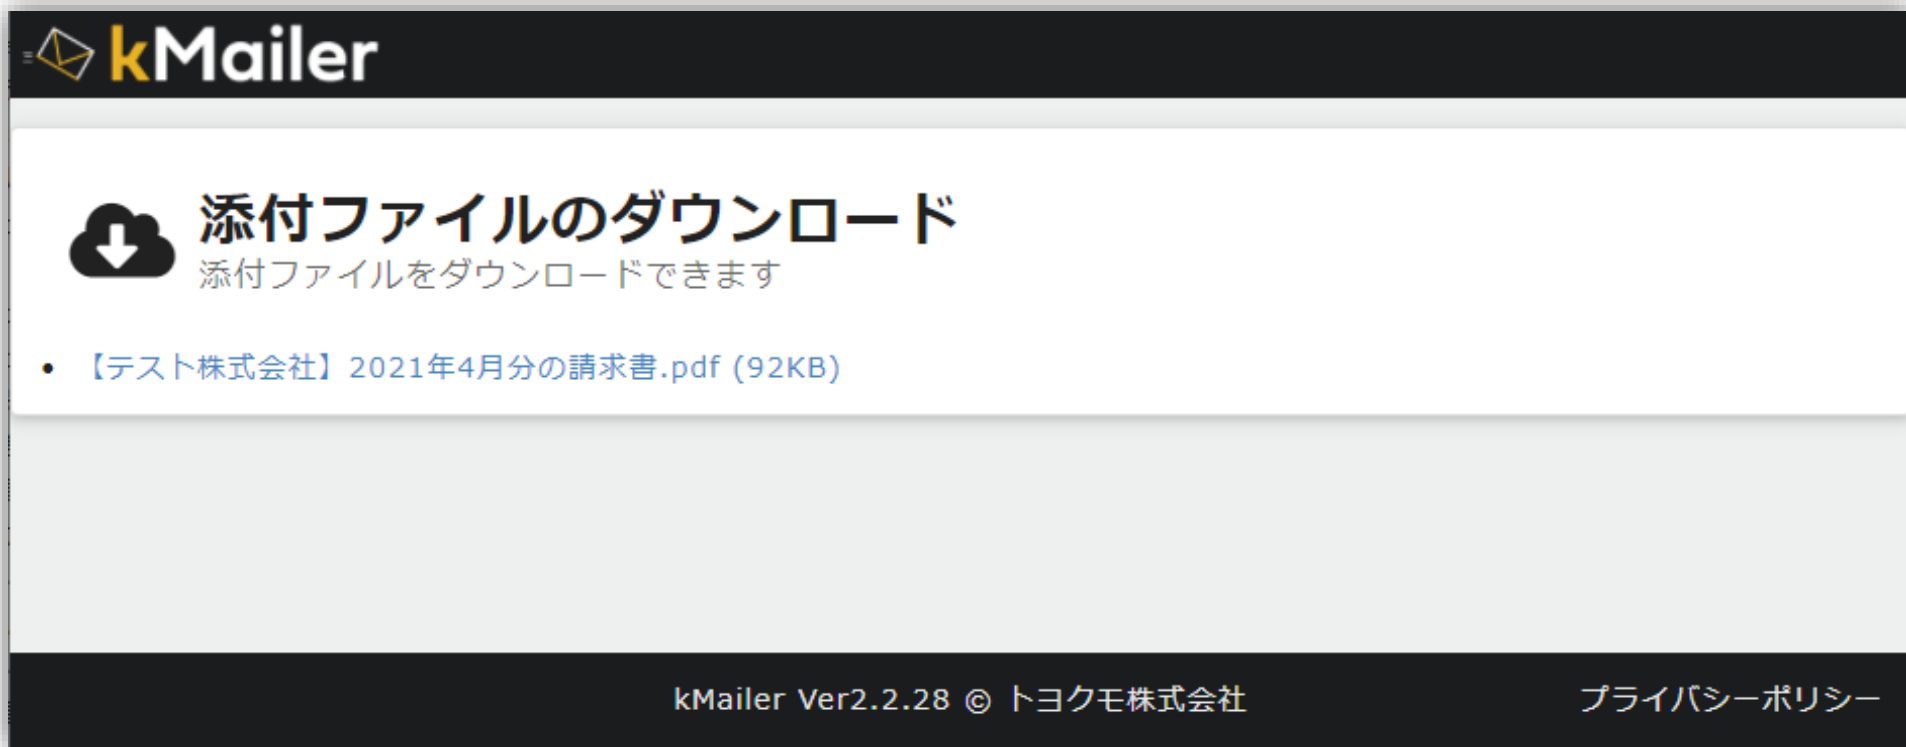 kMailer
添付ファイルのダウンロード
添付ファイルをダウンロードできます
• 【テスト株式会社】2021年4月分の請求書.pdf (92KB)
kMailer Ver2.2.28 © トヨクモ株式会社
プライバシーポリシー